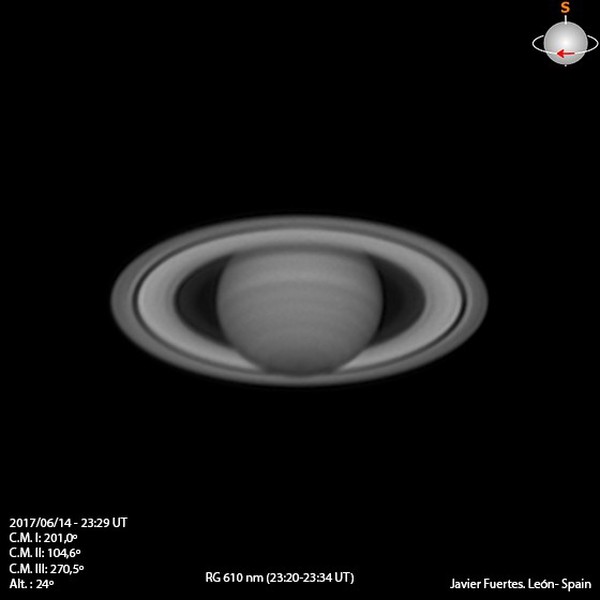 S
2017/06/14 - 23:29 UT
C.M. I: 201,0º
C.M. II: 104,6º
C.M. III: 270,5º
Alt. : 24º
RG 610 nm (23:20-23:34 UT)
Javier Fuertes. León- Spain